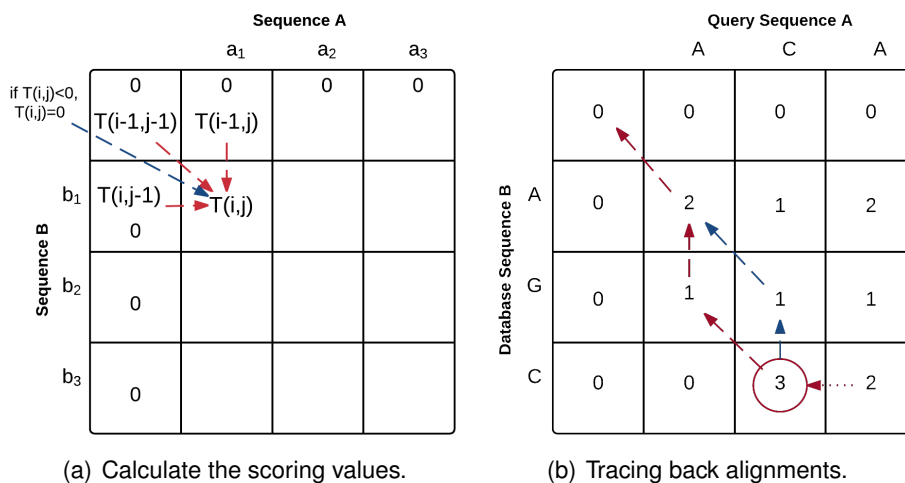 Sequence A
a1 a2 a3
Sequence B
if T(i,j)<0,
T(i,j)=0
0 0 0 0
T(i-1,j-1) T(i-1,j)
b1 T(i,j-1) T(i,j)
0
b2 0
b3 0
(a) Calculate the scoring values.
Query Sequence A
A C A
Database Sequence B
0 0 0 0
A 0 2 1 2
G 0 1 1 1
C 0 0 3 2
(b) Tracing back alignments.